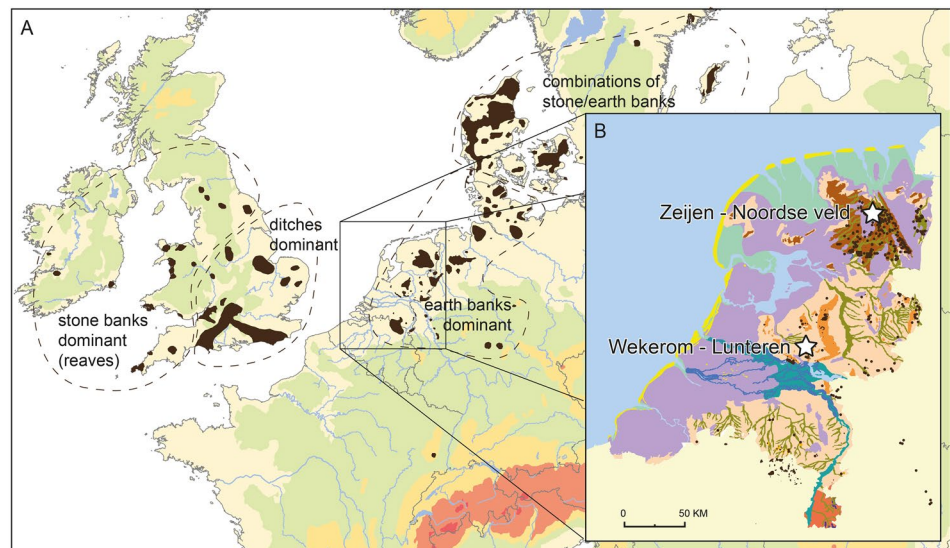 A
combinations of
stone/earth banks
B
Zeijen - Noordse veld
ditches
dominant
earth banks-
dominant
stone banks
dominant
(reaves)
Wekerom - Lunteren
0
50 KM